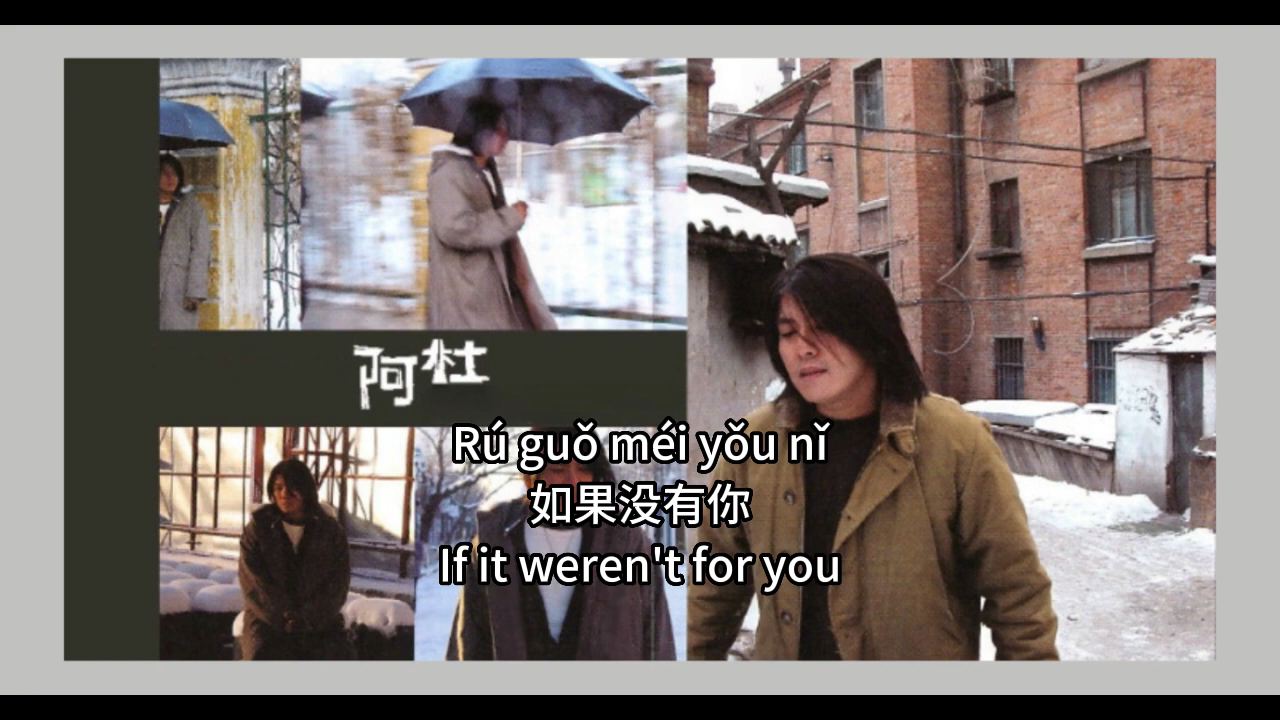 阿杜
Rú guǒ méi yǒu nǐ
如果没有你
If it weren't for you